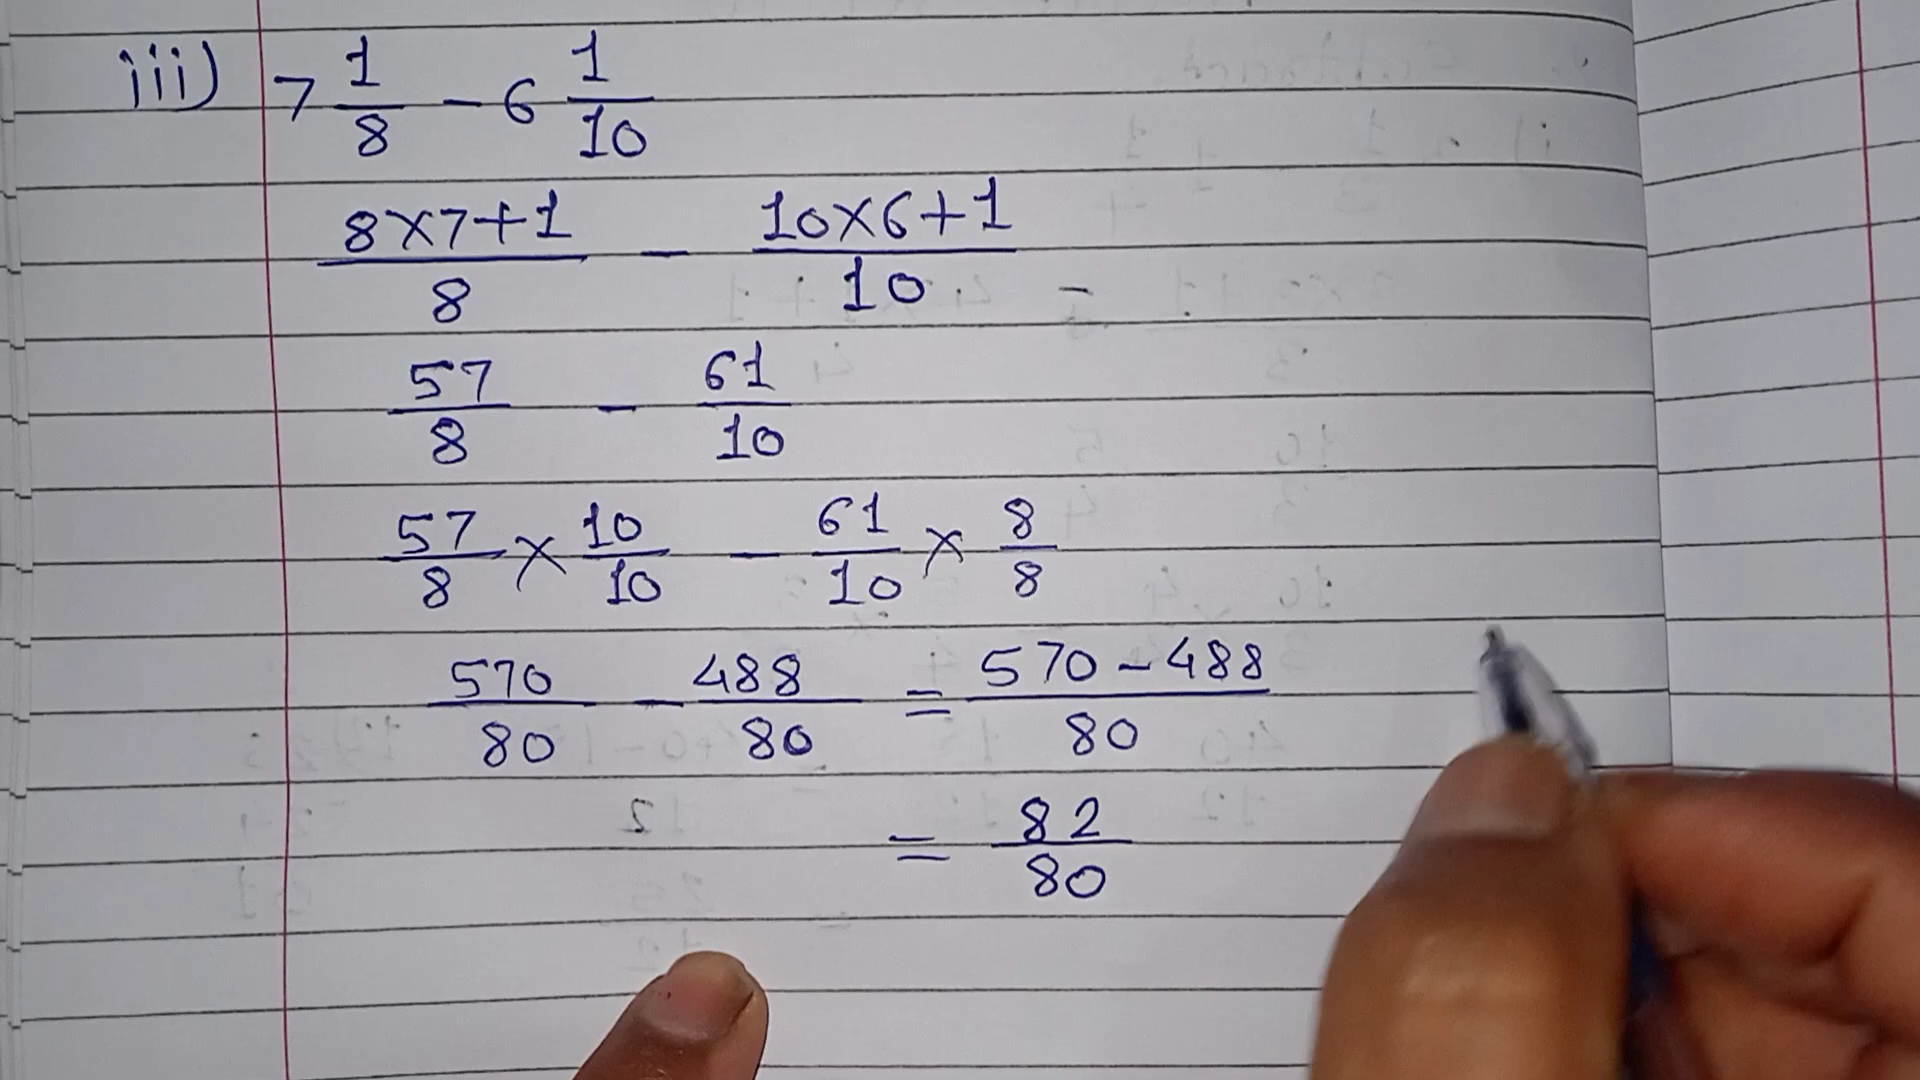 iii) 7 1/8 - 6 1/10
8×7+1/8 - 10×6+1/10 -
57/8 - 61/10
57/8 × 10/10 - 61/10 × 8/8
570/80 - 488/80 = 570-488/80
= 82/80